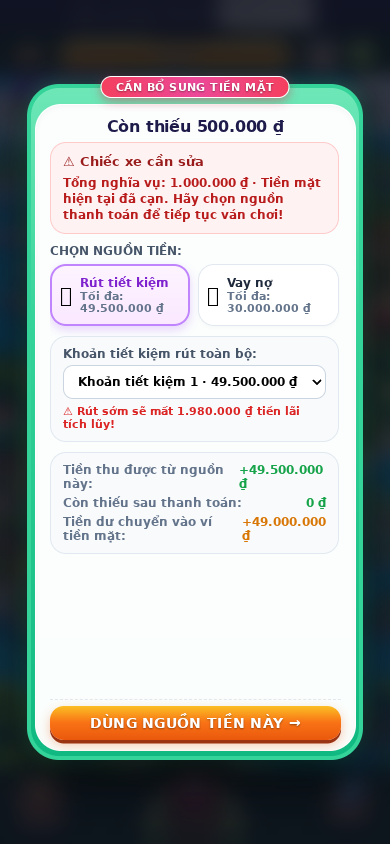 CẦN BỔ SUNG TIỀN MẶT
Còn thiếu 500.000 ₫
⚠ Chiếc xe cần sửa
Tổng nghĩa vụ: 1.000.000 ₫ · Tiền mặt
hiện tại đã cạn. Hãy chọn nguồn
thanh toán để tiếp tục ván chơi!
CHỌN NGUỒN TIỀN:
Rút tiết kiệm
Tối đa:
49.500.000 ₫
Vay nợ
Tối đa:
30.000.000 ₫
Khoản tiết kiệm rút toàn bộ:
Khoản tiết kiệm 1 · 49.500.000 ₫
⚠ Rút sớm sẽ mất 1.980.000 ₫ tiền lãi
tích lũy!
Tiền thu được từ nguồn
này:
+49.500.000
₫
Còn thiếu sau thanh toán:
0 ₫
Tiền dư chuyển vào ví
tiền mặt:
+49.000.000
₫
DÙNG NGUỒN TIỀN NÀY →